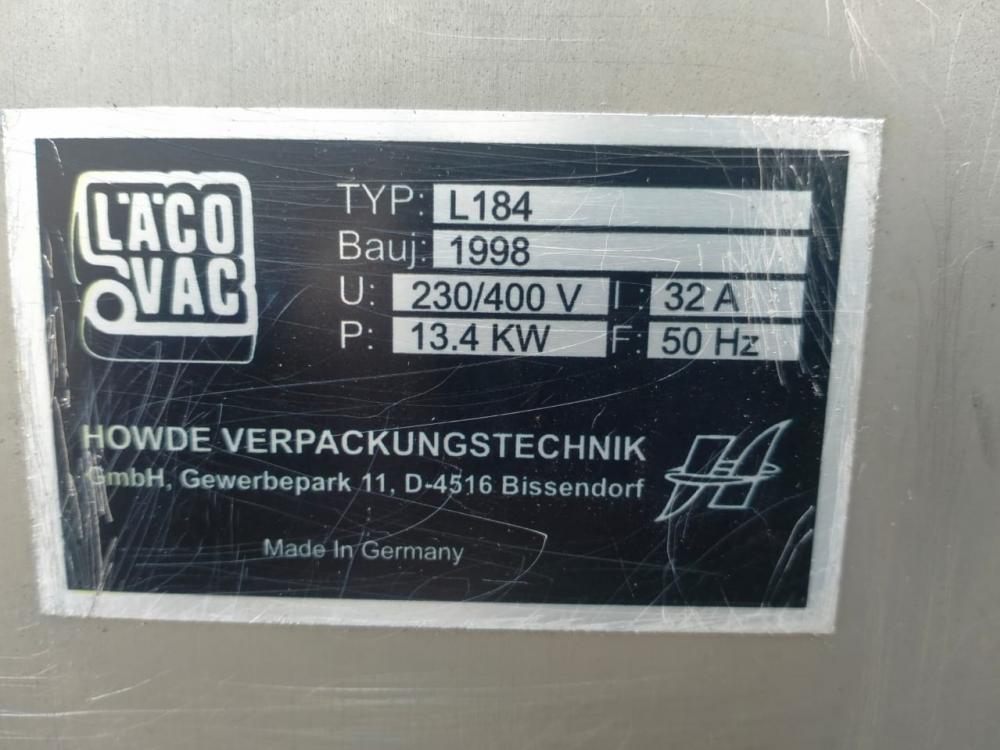 LÄCO
VAC
TYP: L184
Bauj: 1998
U: 230/400 V I: 32 A
P: 13.4 KW F: 50 Hz
HOWDE VERPACKUNGSTECHNIK
GmbH, Gewerbepark 11, D-4516 Bissendorf
Made In Germany